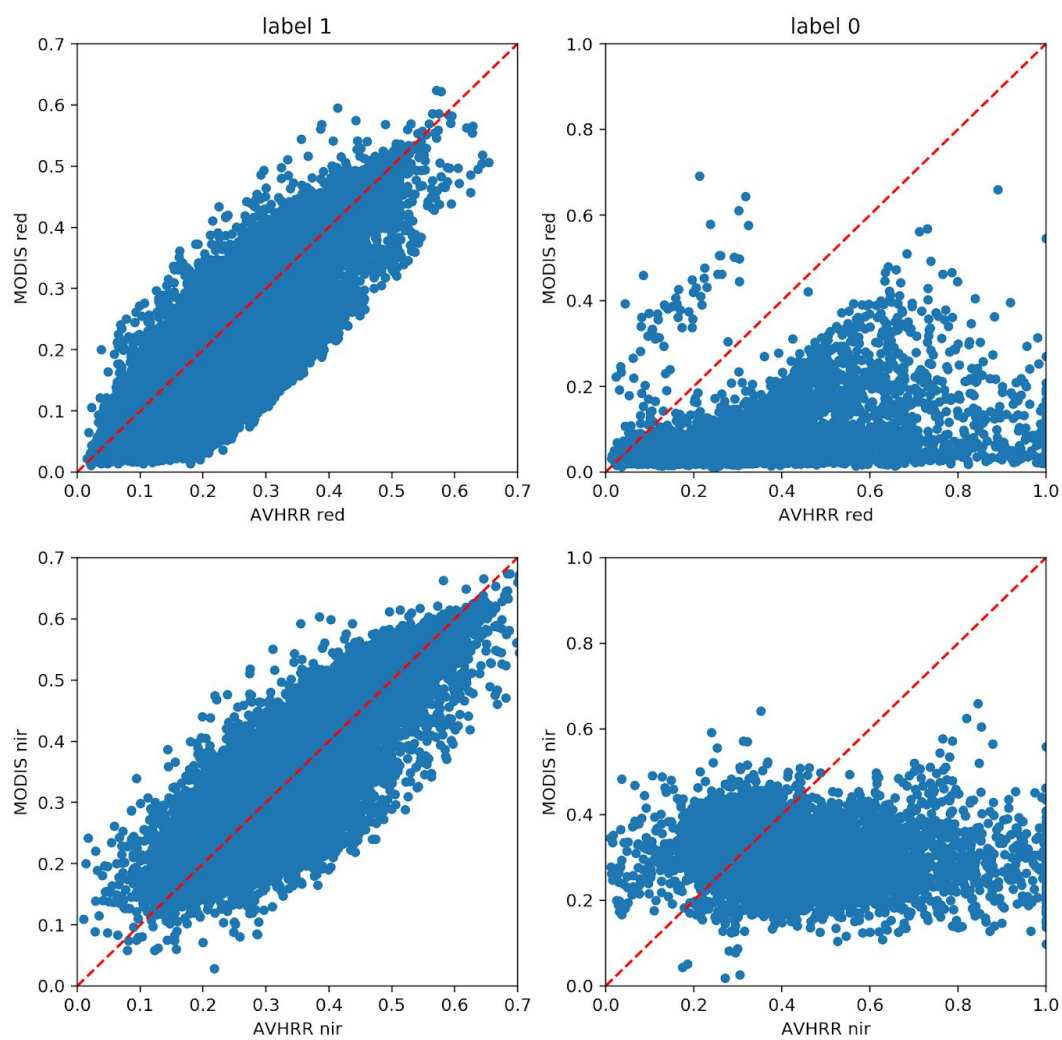 label 1
0.7
0.6
0.5
0.4
0.3
0.2
0.1
0.0
MODIS red
0.0 0.1 0.2 0.3 0.4 0.5 0.6 0.7
AVHRR red
label 0
1.0
0.8
0.6
0.4
0.2
0.0
MODIS red
0.0 0.2 0.4 0.6 0.8 1.0
AVHRR red
0.7
0.6
0.5
0.4
0.3
0.2
0.1
0.0
MODIS nir
0.0 0.1 0.2 0.3 0.4 0.5 0.6 0.7
AVHRR nir
1.0
0.8
0.6
0.4
0.2
0.0
MODIS nir
0.0 0.2 0.4 0.6 0.8 1.0
AVHRR nir